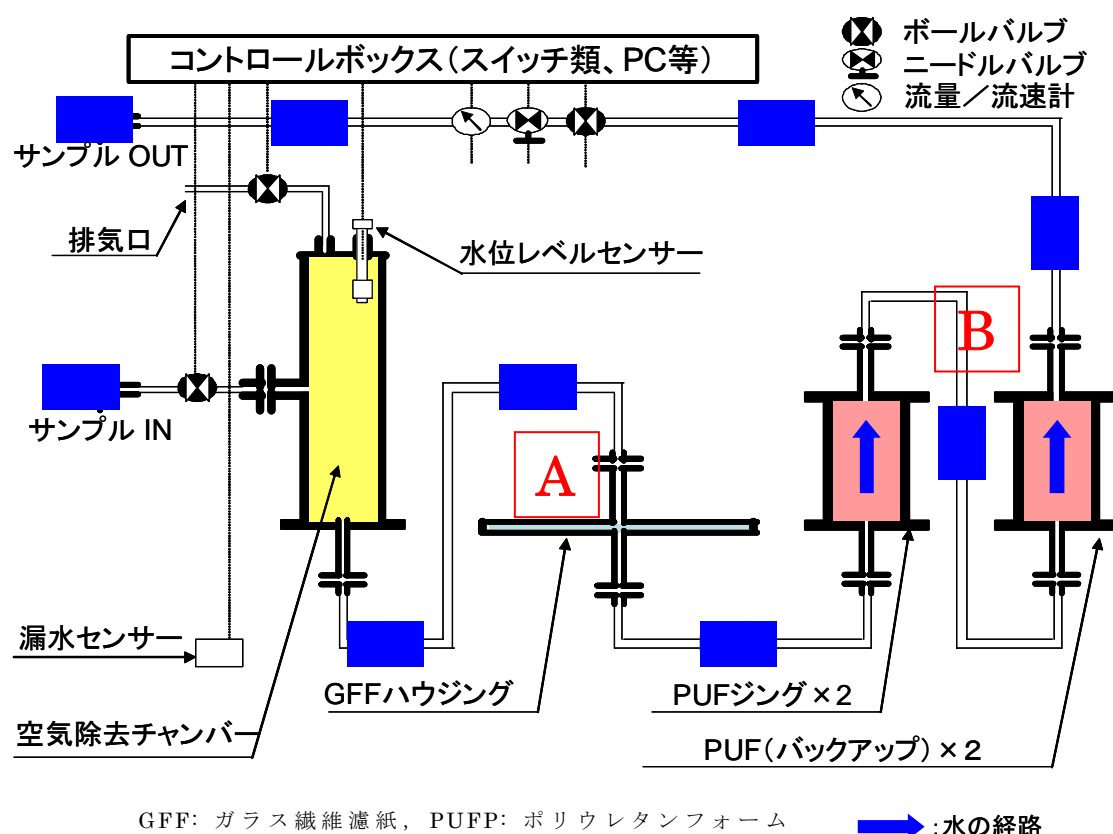 コントロールボックス(スイッチ類、PC等)
ボールバルブ
ニードルバルブ
流量／流速計
サンプル OUT
排気口
水位レベルセンサー
B
サンプル IN
A
漏水センサー
GFFハウジング
PUFジング×2
空気除去チャンバー
PUF(バックアップ)×2
GFF: ガラス繊維濾紙, PUFP: ポリウレタンフォーム
:水の経路